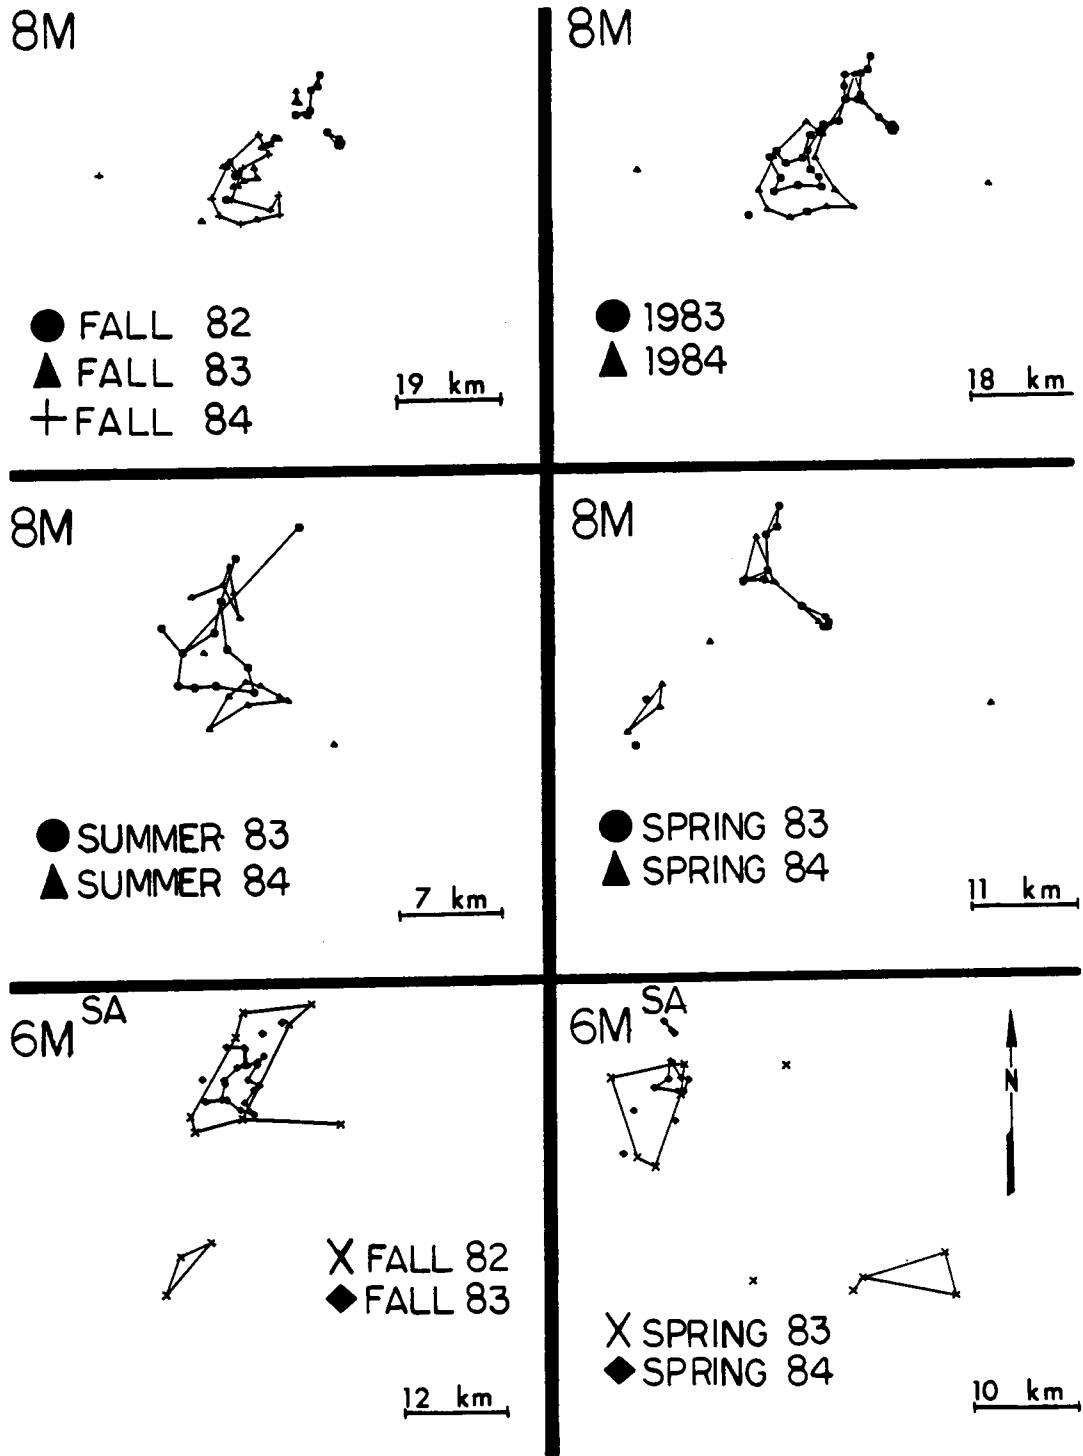 8M
FALL 82
FALL 83
FALL 84
19 km
8M
1983
1984
18 km
8M
SUMMER 83
SUMMER 84
7 km
8M
SPRING 83
SPRING 84
11 km
6M SA
FALL 82
FALL 83
12 km
6M SA
N
SPRING 83
SPRING 84
10 km